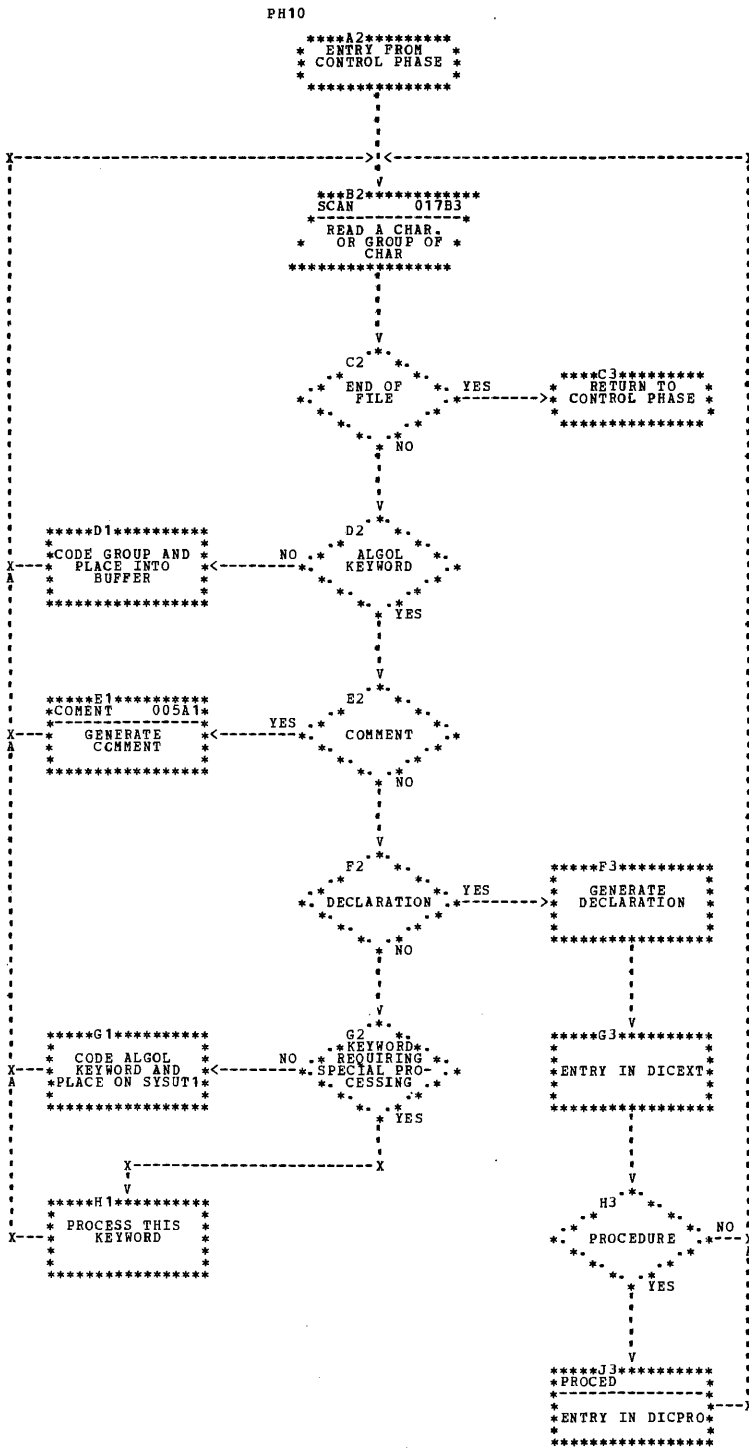 PH10
A2
ENTRY FROM
CONTROL PHASE
B2
SCAN 017B3
READ A CHAR.
OR GROUP OF
CHAR
C2
END OF
FILE
YES
NO
C3
RETURN TO
CONTROL PHASE
D1
CODE GROUP AND
PLACE INTO
BUFFER
NO
D2
ALGOL
KEYWORD
YES
E1
COMENT 005A1
GENERATE
COMMENT
YES
E2
COMMENT
NO
F2
DECLARATION
YES
NO
F3
GENERATE
DECLARATION
G1
CODE ALGOL
KEYWORD AND
PLACE ON SYSUT1
NO
G2
KEYWORD
REQUIRING
SPECIAL PRO-
CESSING
YES
G3
ENTRY IN DICEXT
H1
PROCESS THIS
KEYWORD
H3
PROCEDURE
NO
YES
J3
PROCED
ENTRY IN DICPRO